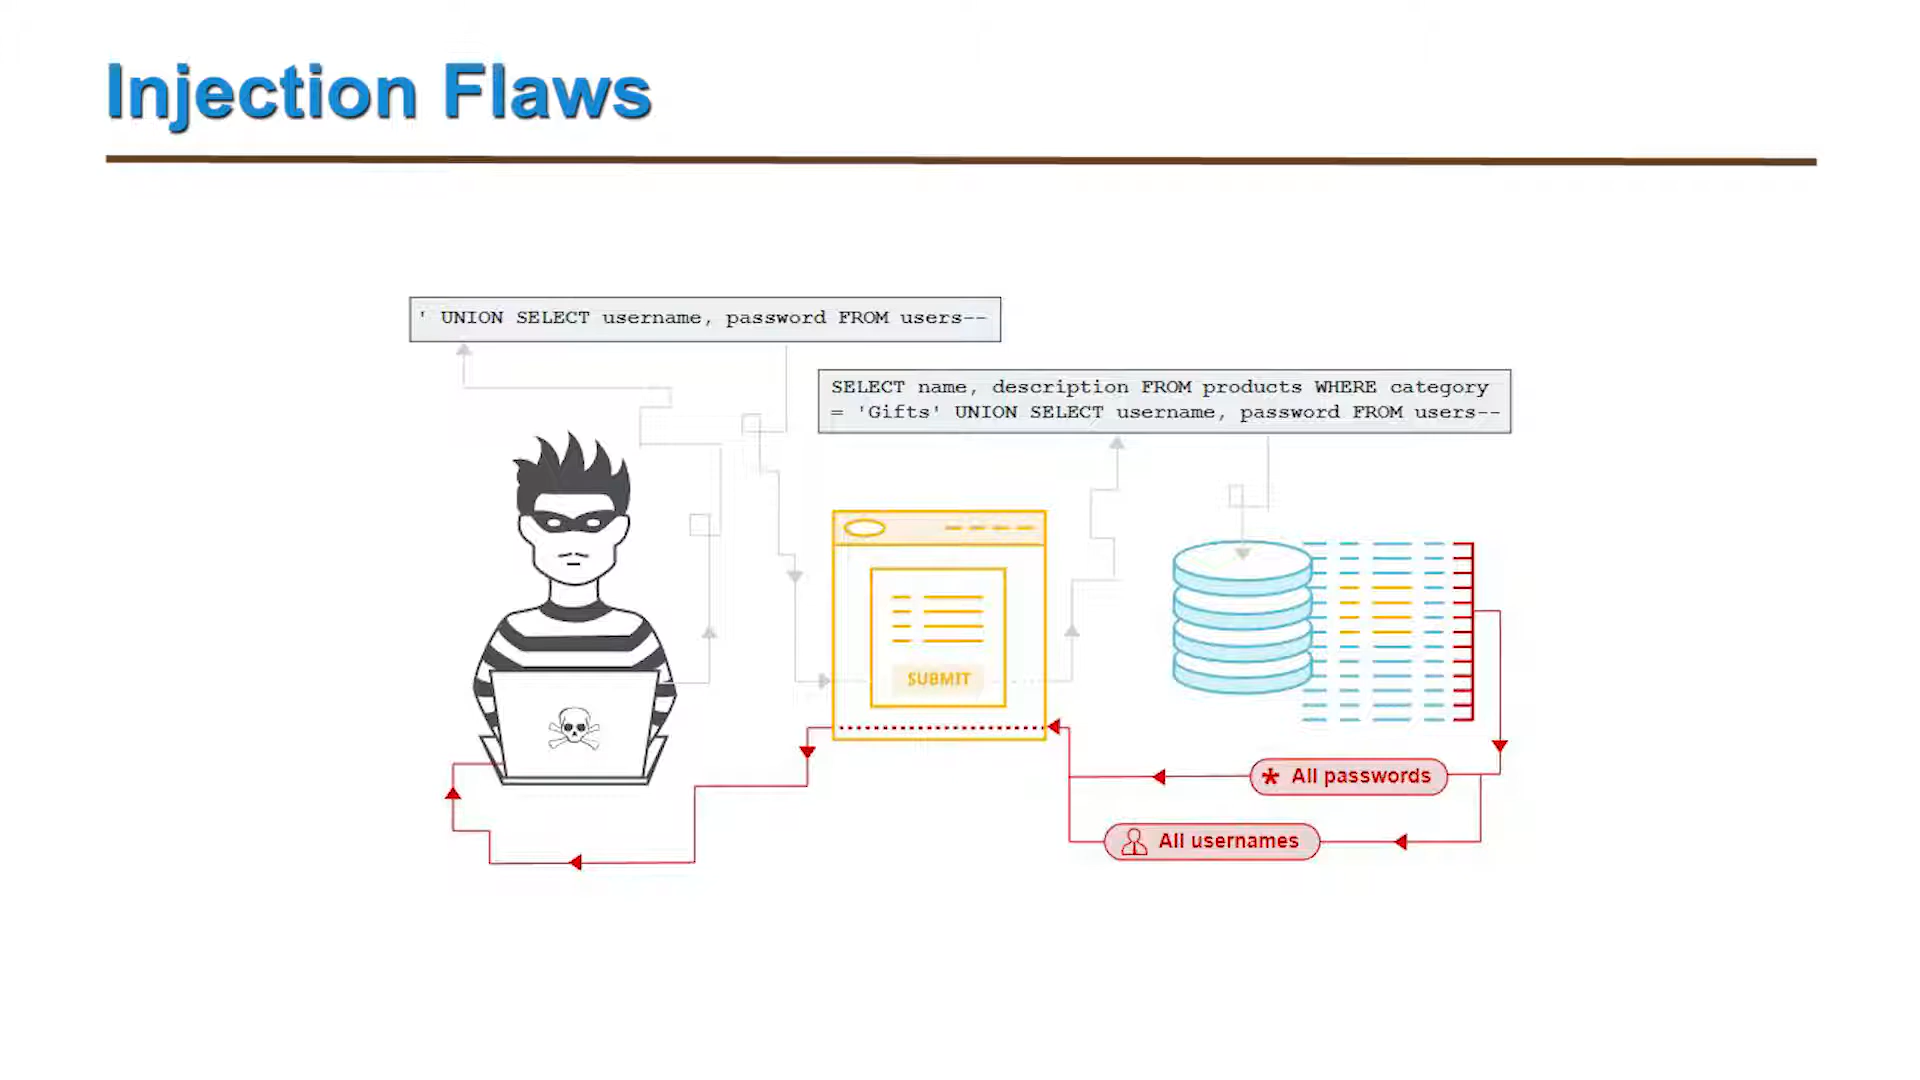 Injection Flaws
' UNION SELECT username, password FROM users--
SELECT name, description FROM products WHERE category
= 'Gifts' UNION SELECT username, password FROM users--
SUBMIT
* All passwords
All usernames